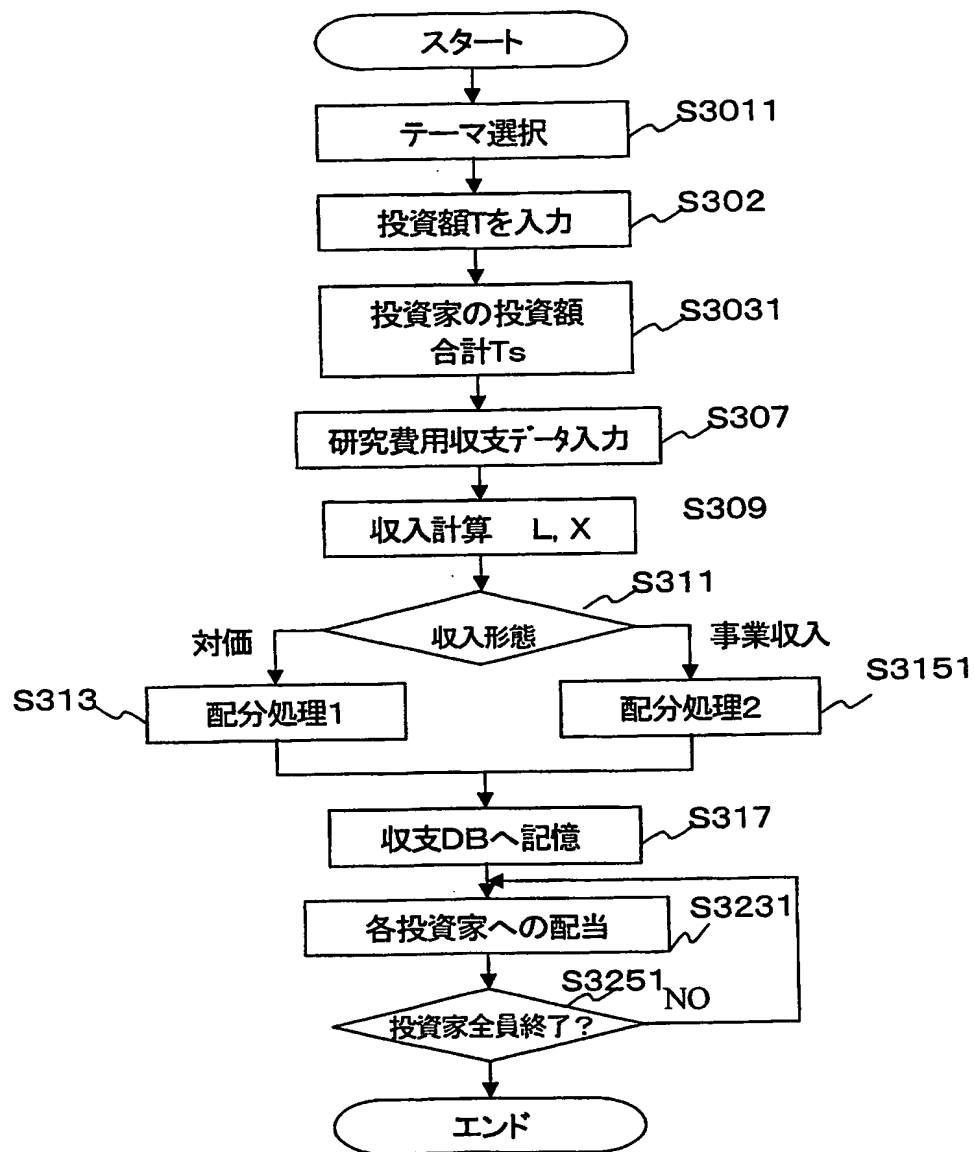 スタート
テーマ選択
S3011
投資額Tを入力
S302
投資家の投資額
合計Ts
S3031
研究費用収支データ入力
S307
収入計算 L, X
S309
S311
収入形態
対価
事業収入
S313
配分処理1
配分処理2
S3151
収支DBへ記憶
S317
各投資家への配当
S3231
S3251
NO
投資家全員終了?
エンド